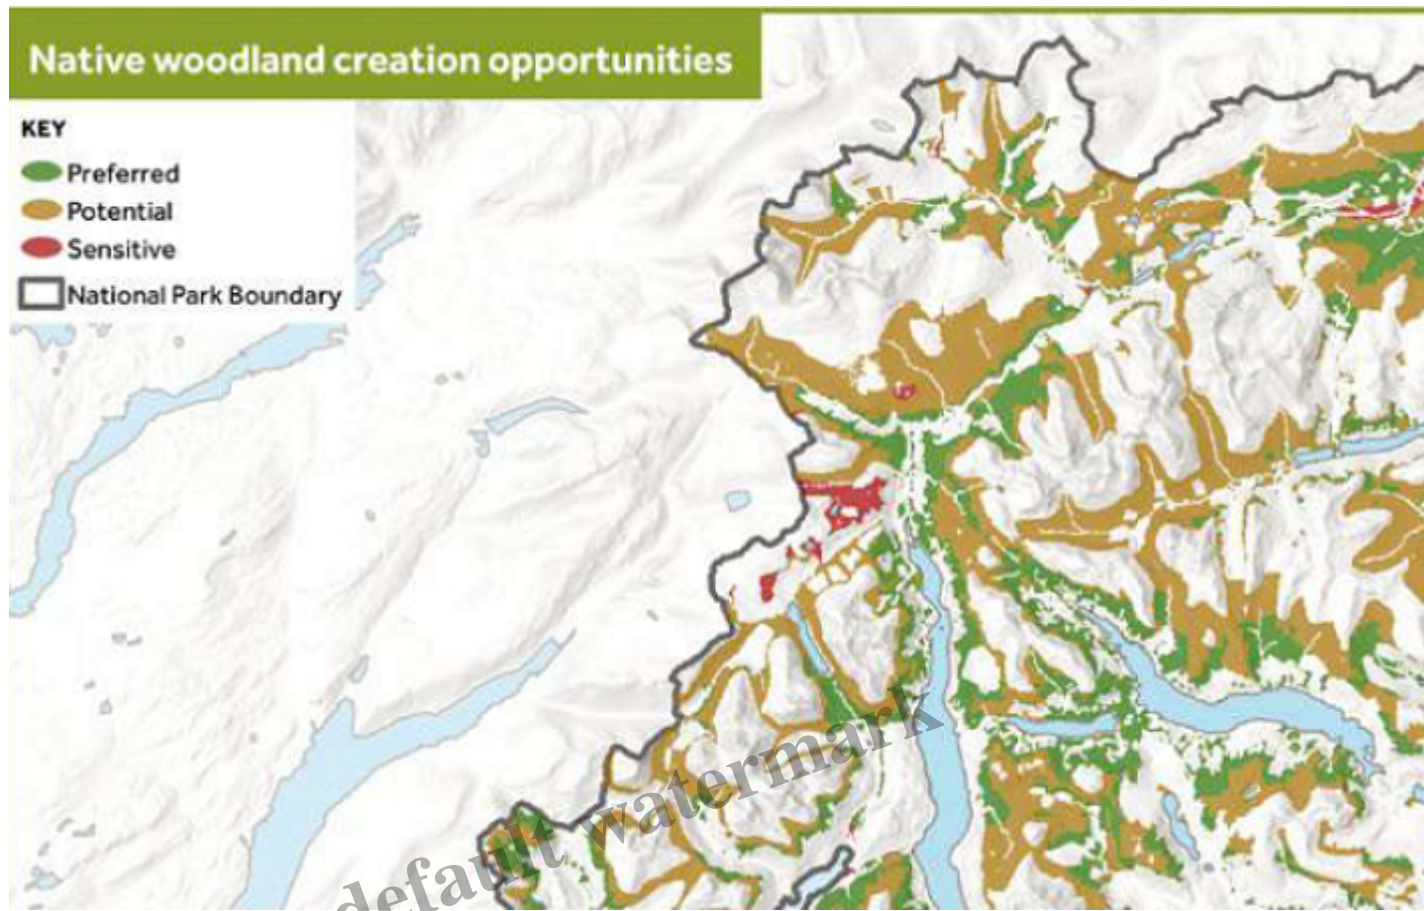 Native woodland creation opportunities
KEY
Preferred
Potential
Sensitive
National Park Boundary
default watermark